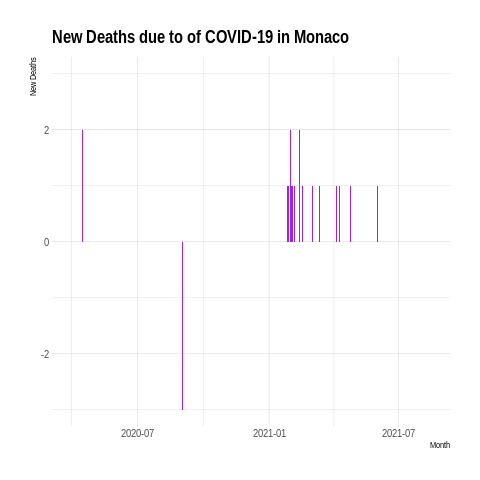 New Deaths due to of COVID-19 in Monaco
New Deaths
2
0
-2
2020-07
2021-01
2021-07
Month